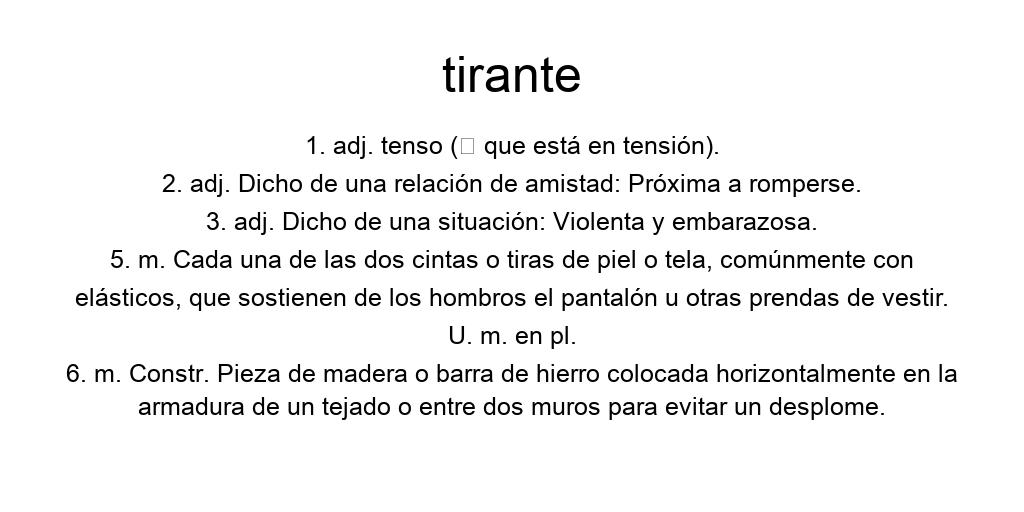 tirante
1. adj. tenso (□ que está en tensión).
2. adj. Dicho de una relación de amistad: Próxima a romperse.
3. adj. Dicho de una situación: Violenta y embarazosa.
5. m. Cada una de las dos cintas o tiras de piel o tela, comúnmente con
elásticos, que sostienen de los hombros el pantalón u otras prendas de vestir.
U. m. en pl.
6. m. Constr. Pieza de madera o barra de hierro colocada horizontalmente en la
armadura de un tejado o entre dos muros para evitar un desplome.